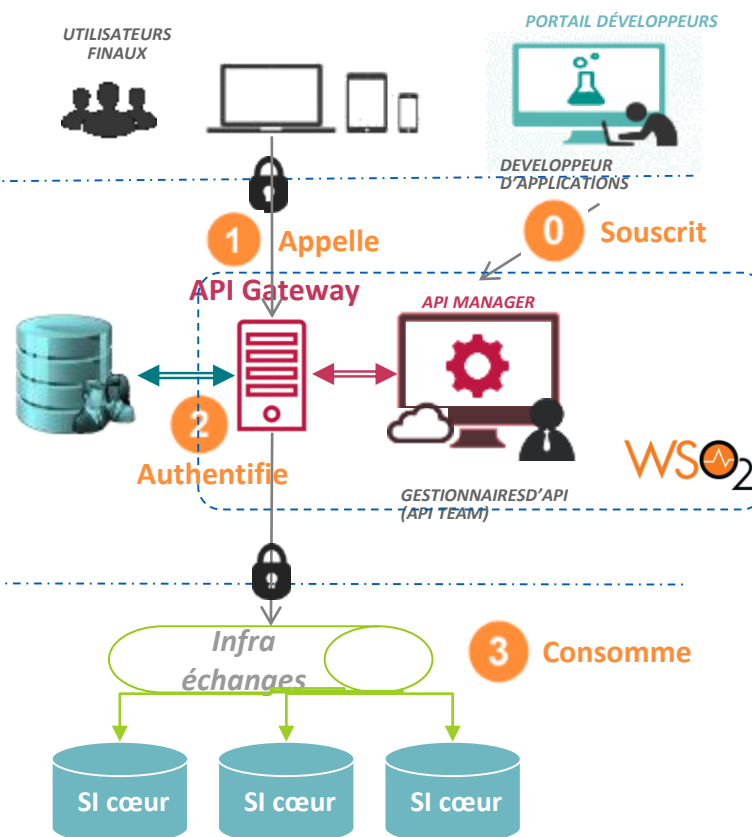 UTILISATEURS
FINAUX
PORTAIL DÉVELOPPEURS
DEVELOPPEUR
D'APPLICATIONS
1 Appelle
0 Souscrit
API Gateway
API MANAGER
2
Authentifie
WSO2
GESTIONNAIRESD'API
(API TEAM)
Infra
échanges
3 Consomme
SI cœur
SI cœur
SI cœur